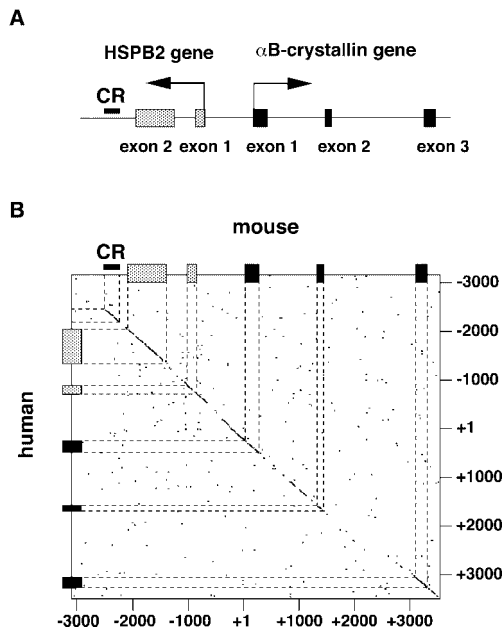 A
HSPB2 gene
αB-crystallin gene
CR
exon 2 exon 1 exon 1 exon 2 exon 3
B
mouse
CR
human
-3000
-2000
-1000
+1
+1000
+2000
+3000
-3000 -2000 -1000 +1 +1000 +2000 +3000